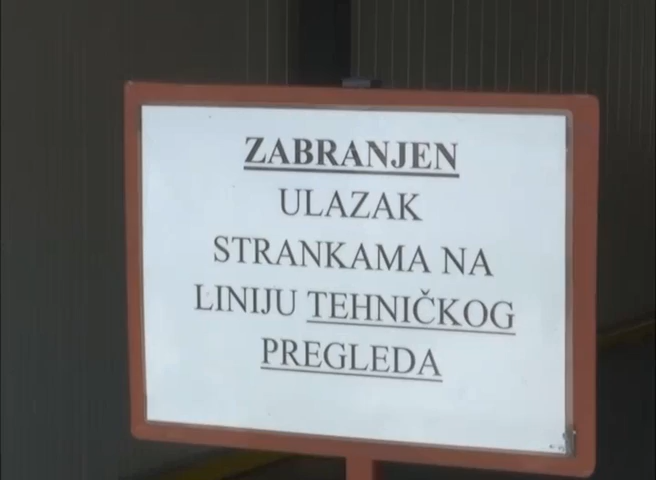 ZABRANJEN
ULAZAK
STRANKAMA NA
LINIJU TEHNIČKOG
PREGLEDA